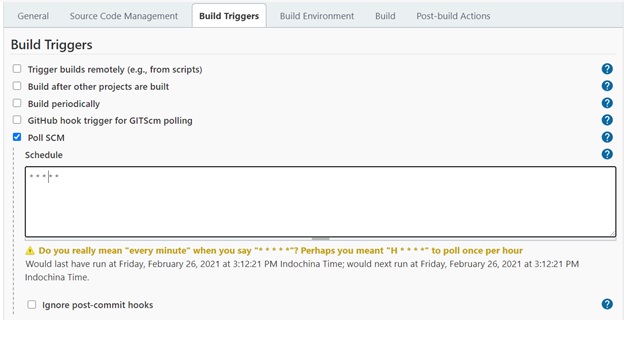 General Source Code Management Build Triggers Build Environment Build Post-build Actions
Build Triggers
Trigger builds remotely (e.g., from scripts)
Build after other projects are built
Build periodically
GitHub hook trigger for GITScm polling
Poll SCM
Schedule
* * * * *
Do you really mean "every minute" when you say "* * * * *"? Perhaps you meant "H * * * *" to poll once per hour
Would last have run at Friday, February 26, 2021 at 3:12:21 PM Indochina Time; would next run at Friday, February 26, 2021 at 3:12:21 PM
Indochina Time.
Ignore post-commit hooks